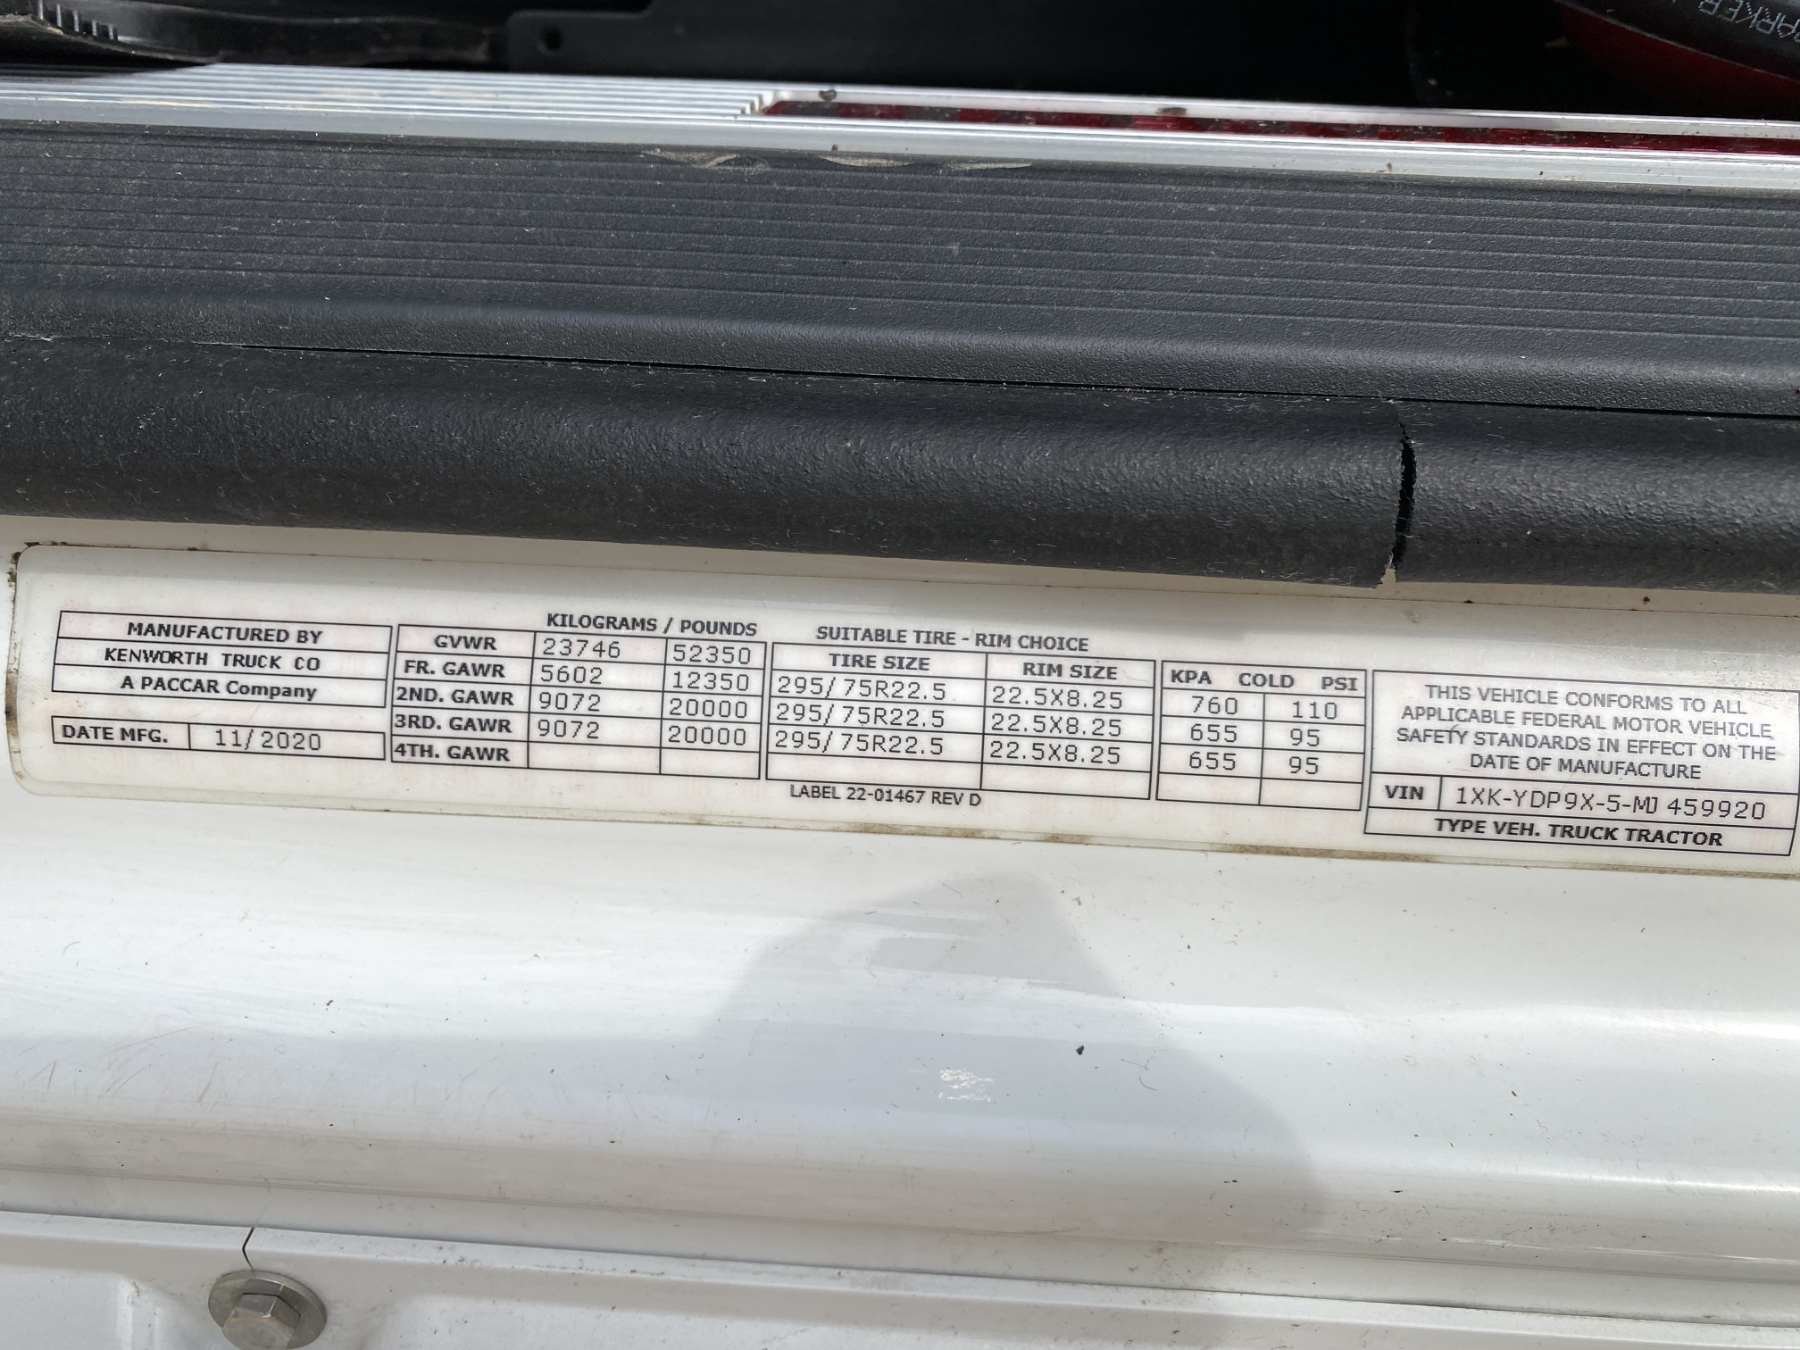 PARKER
KILOGRAMS / POUNDS
SUITABLE TIRE - RIM CHOICE
MANUFACTURED BY
KENWORTH TRUCK CO
A PACCAR Company
DATE MFG. 11/2020
GVWR 23746 52350
FR. GAWR 5602 12350
2ND. GAWR 9072 20000
3RD. GAWR 9072 20000
4TH. GAWR
TIRE SIZE RIM SIZE
295/75R22.5 22.5X8.25
295/75R22.5 22.5X8.25
295/75R22.5 22.5X8.25
LABEL 22-01467 REV D
KPA COLD PSI
760 110
655 95
655 95
THIS VEHICLE CONFORMS TO ALL
APPLICABLE FEDERAL MOTOR VEHICLE
SAFETY STANDARDS IN EFFECT ON THE
DATE OF MANUFACTURE
VIN 1XK-YDP9X-5-MJ 459920
TYPE VEH. TRUCK TRACTOR